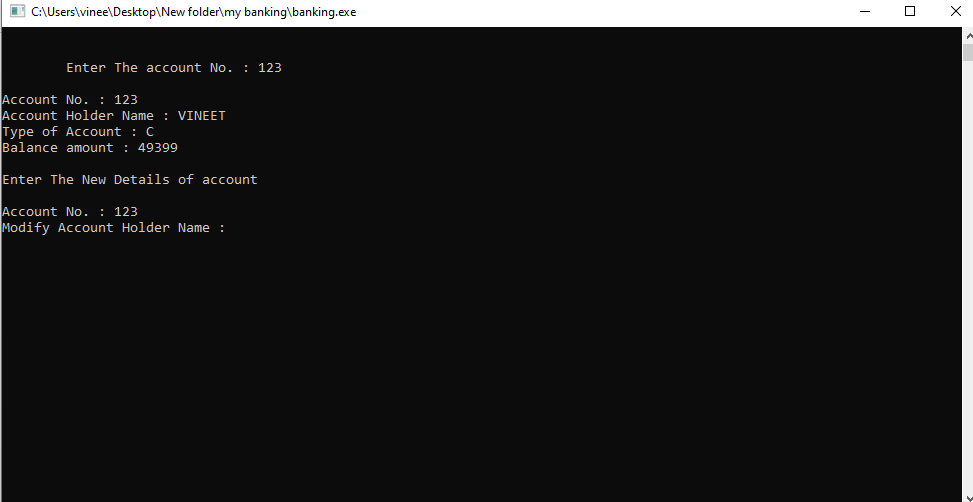 C:\Users\vinee\Desktop\New folder\my banking\banking.exe
Enter The account No. : 123
Account No. : 123
Account Holder Name : VINEET
Type of Account : C
Balance amount : 49399
Enter The New Details of account
Account No. : 123
Modify Account Holder Name :